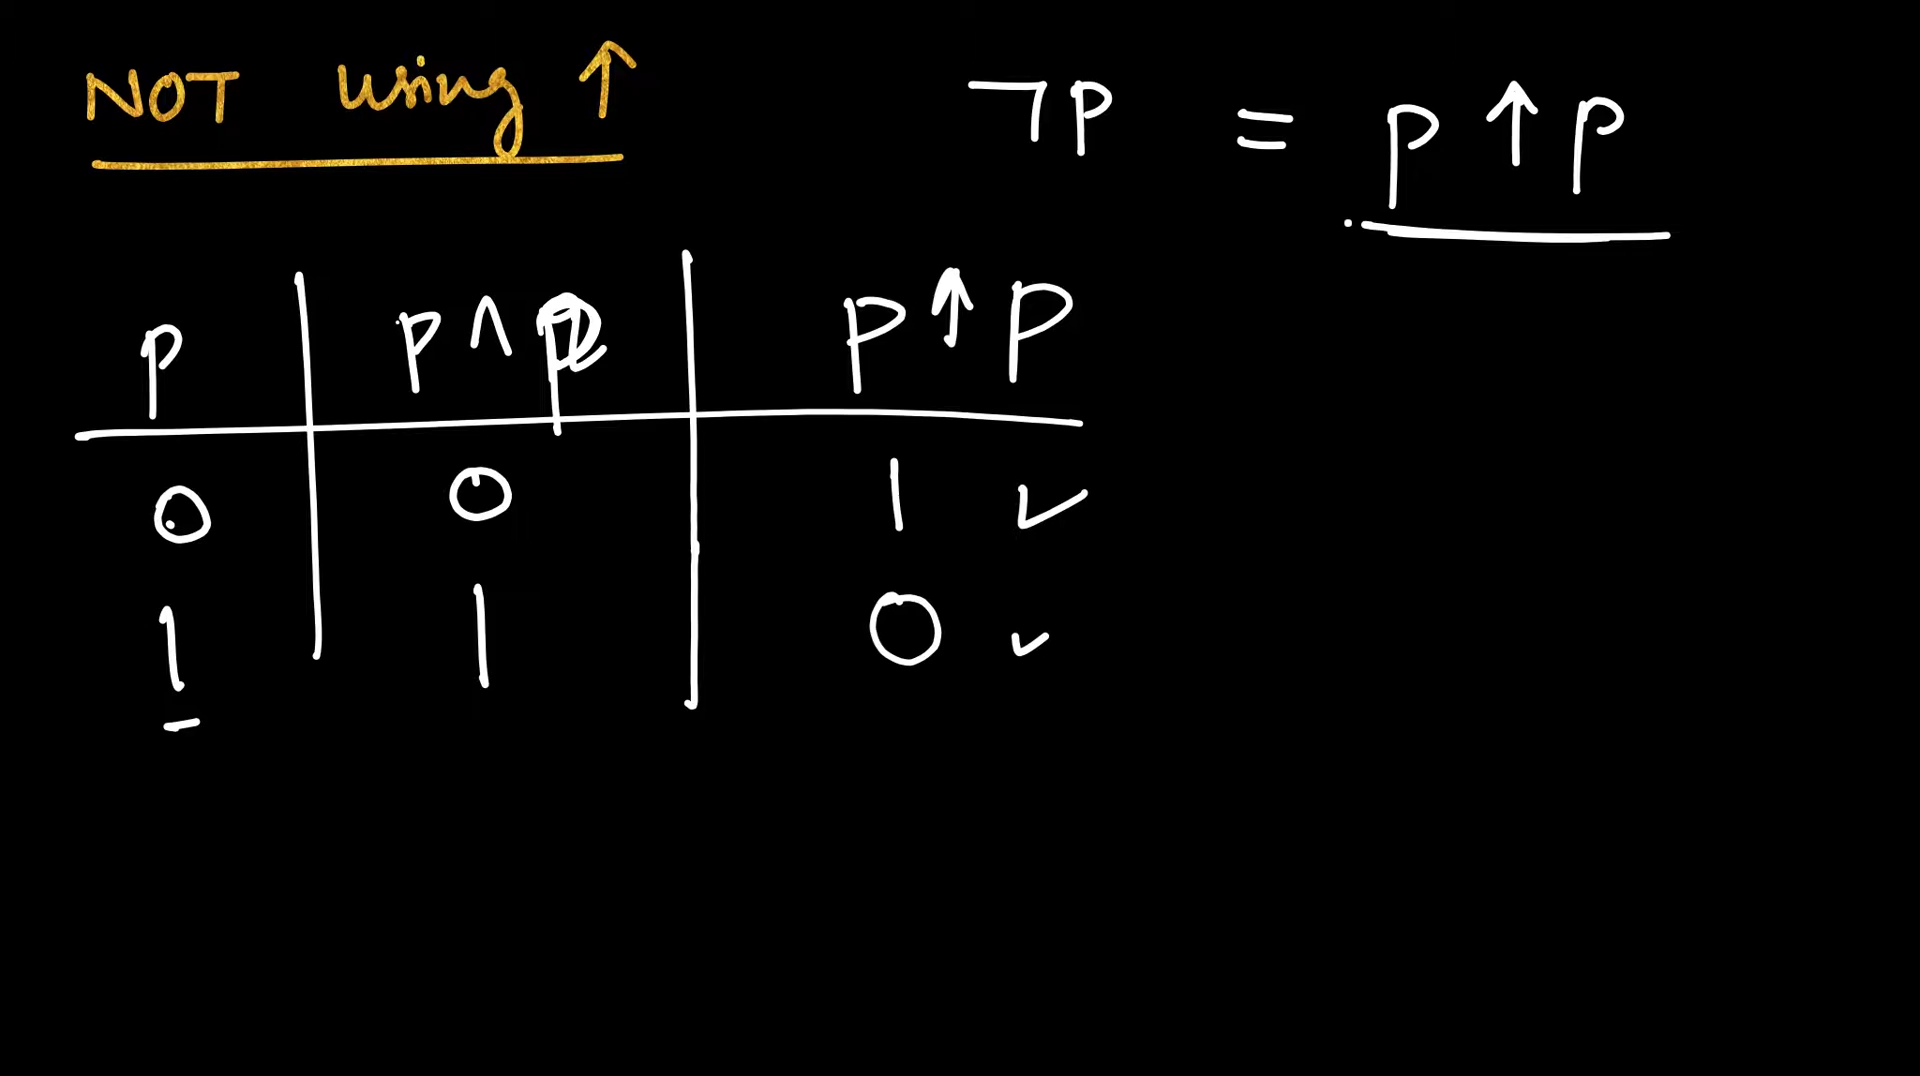 NOT using ↑
¬p = p ↑ p
p | p ∧ p | p ↑ p
0 | 0 | 1 ✓
1 | 1 | 0 ✓